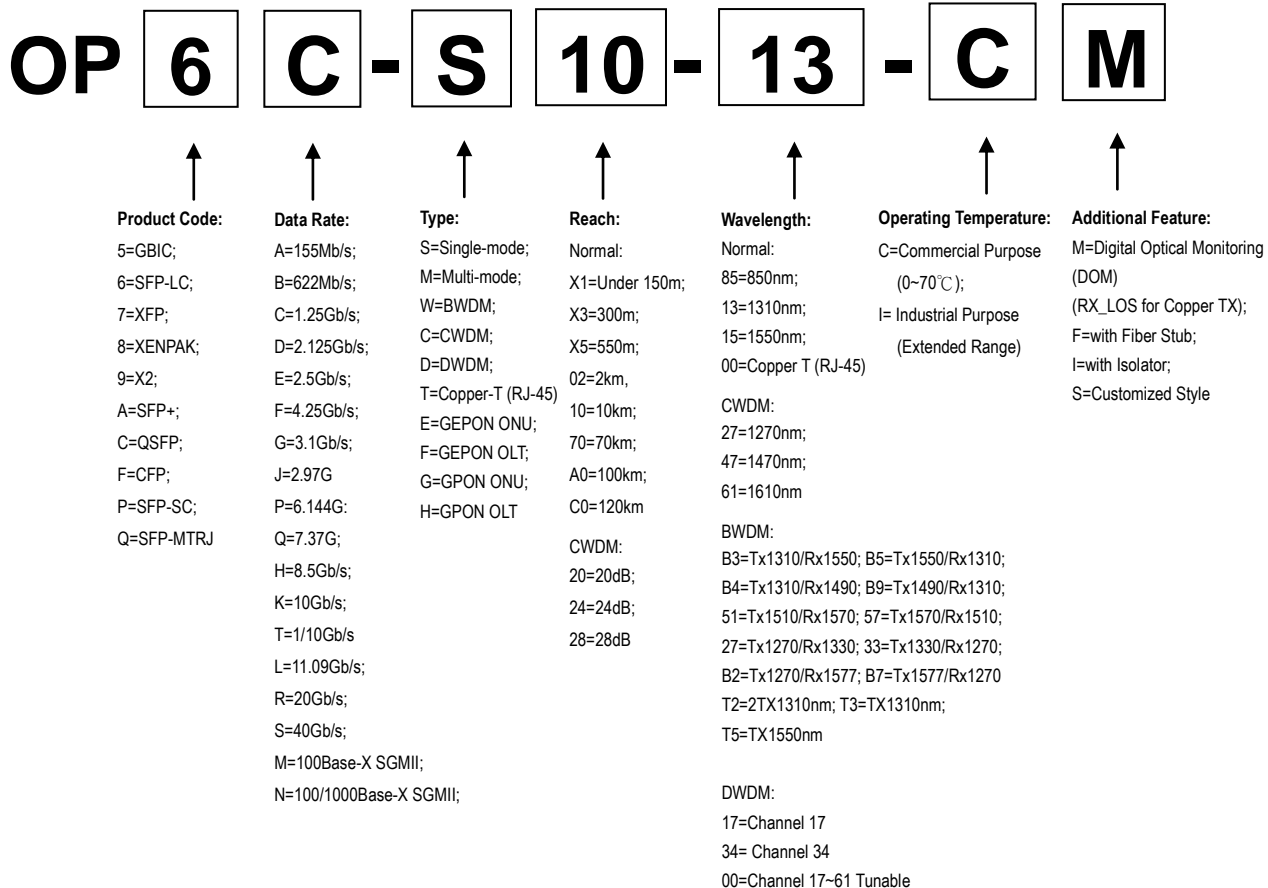 OP 6 C - S 10 - 13 - C M
Product Code:
5=GBIC;
6=SFP-LC;
7=XFP;
8=XENPAK;
9=X2;
A=SFP+;
C=QSFP;
F=CFP;
P=SFP-SC;
Q=SFP-MTRJ
Data Rate:
A=155Mb/s;
B=622Mb/s;
C=1.25Gb/s;
D=2.125Gb/s;
E=2.5Gb/s;
F=4.25Gb/s;
G=3.1Gb/s;
J=2.97G
P=6.144G:
Q=7.37G;
H=8.5Gb/s;
K=10Gb/s;
T=1/10Gb/s
L=11.09Gb/s;
R=20Gb/s;
S=40Gb/s;
M=100Base-X SGMII;
N=100/1000Base-X SGMII;
Type:
S=Single-mode;
M=Multi-mode;
W=BWDM;
C=CWDM;
D=DWDM;
T=Copper-T (RJ-45)
E=GEPON ONU;
F=GEPON OLT;
G=GPON ONU;
H=GPON OLT
Reach:
Normal:
X1=Under 150m;
X3=300m;
X5=550m;
02=2km,
10=10km;
70=70km;
A0=100km;
C0=120km
CWDM:
20=20dB;
24=24dB;
28=28dB
Wavelength:
Normal:
85=850nm;
13=1310nm;
15=1550nm;
00=Copper T (RJ-45)
CWDM:
27=1270nm;
47=1470nm;
61=1610nm
BWDM:
B3=Tx1310/Rx1550; B5=Tx1550/Rx1310;
B4=Tx1310/Rx1490; B9=Tx1490/Rx1310;
51=Tx1510/Rx1570; 57=Tx1570/Rx1510;
27=Tx1270/Rx1330; 33=Tx1330/Rx1270;
B2=Tx1270/Rx1577; B7=Tx1577/Rx1270
T2=2TX1310nm; T3=TX1310nm;
T5=TX1550nm
DWDM:
17=Channel 17
34= Channel 34
00=Channel 17~61 Tunable
Operating Temperature:
C=Commercial Purpose
(0~70℃);
I= Industrial Purpose
(Extended Range)
Additional Feature:
M=Digital Optical Monitoring
(DOM)
(RX_LOS for Copper TX);
F=with Fiber Stub;
I=with Isolator;
S=Customized Style